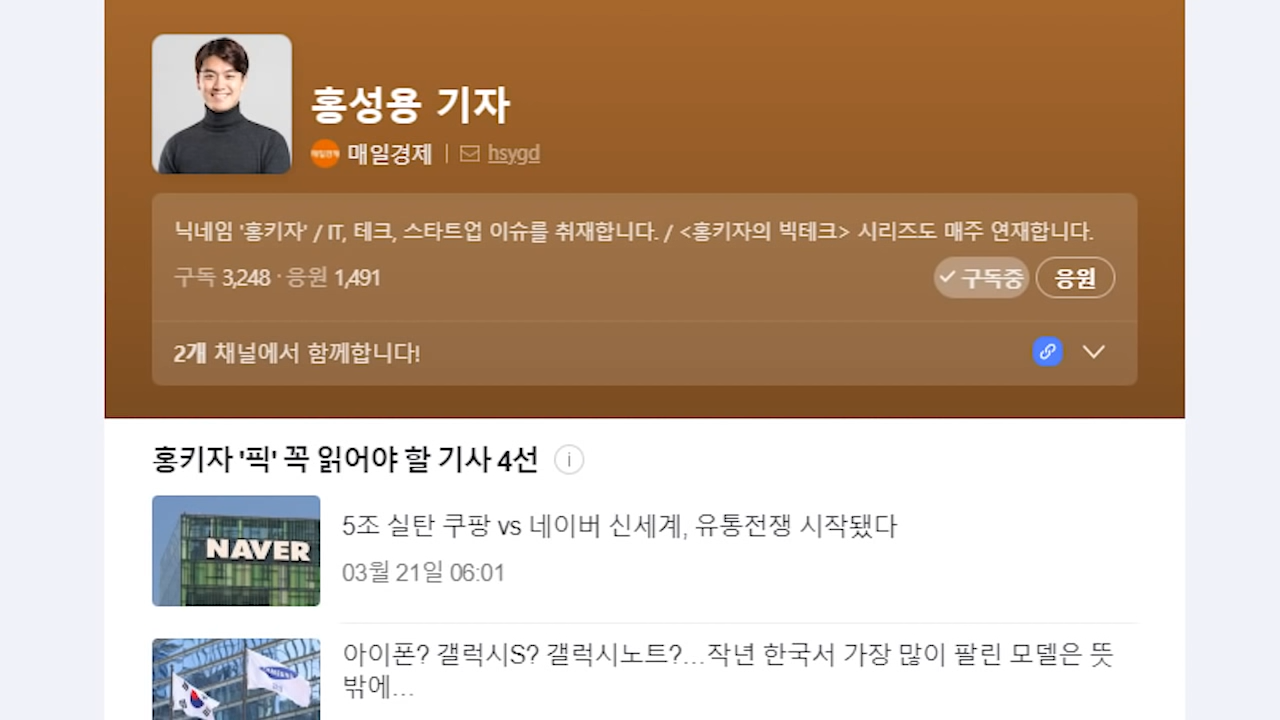 홍성용 기자
매일경제 매일경제 | hsygd
닉네임 '홍키자' / IT, 테크, 스타트업 이슈를 취재합니다. / <홍키자의 빅테크> 시리즈도 매주 연재합니다.
구독 3,248 · 응원 1,491
구독중 응원
2개 채널에서 함께합니다!
홍키자 '픽' 꼭 읽어야 할 기사 4선 i
NAVER
5조 실탄 쿠팡 vs 네이버 신세계, 유통전쟁 시작됐다
03월 21일 06:01
SAMSUNG
아이폰? 갤럭시S? 갤럭시노트?…작년 한국서 가장 많이 팔린 모델은 뜻
밖에…